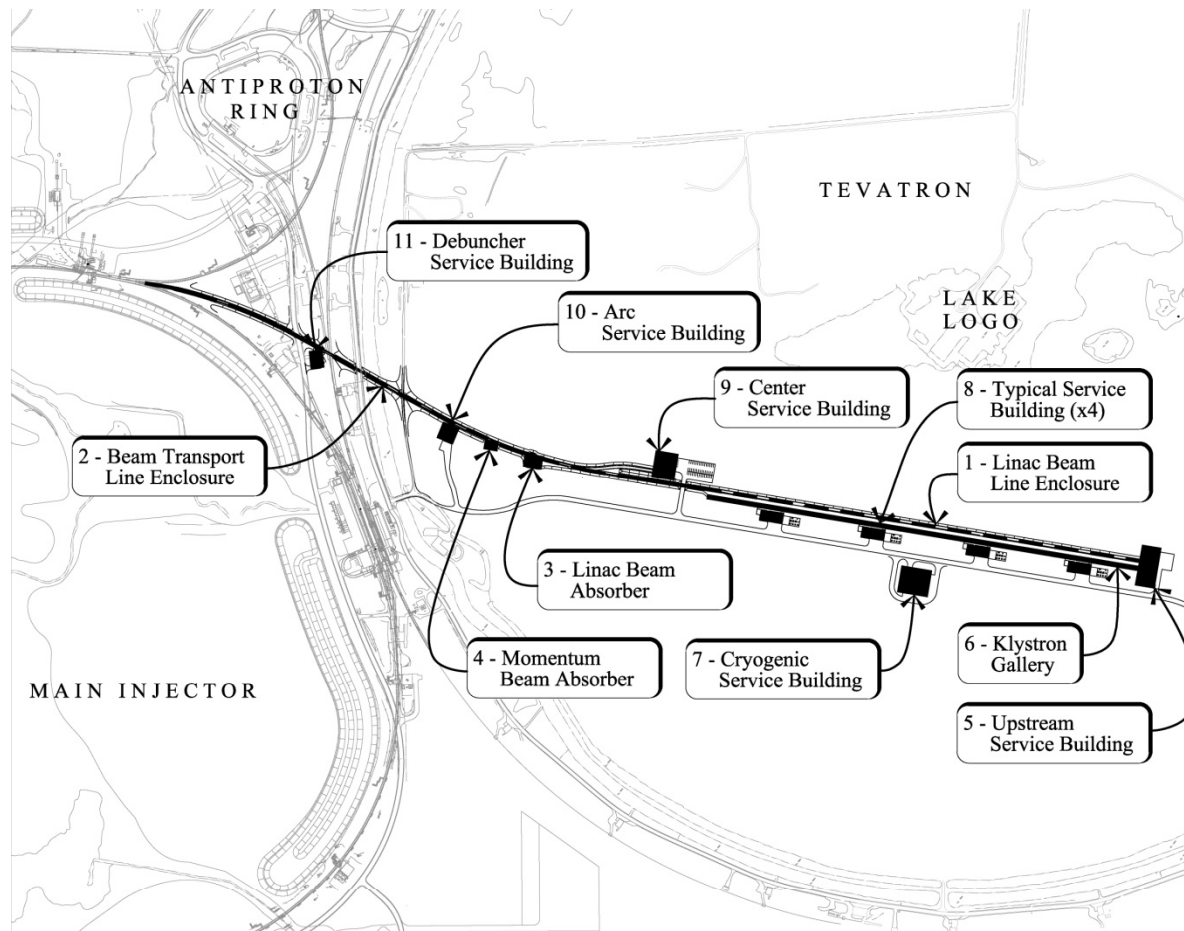 ANTIPROTON
RING
TEVATRON
11 - Debuncher
Service Building
10 - Arc
Service Building
LAKE
LOGO
9 - Center
Service Building
8 - Typical Service
Building (x4)
2 - Beam Transport
Line Enclosure
1 - Linac Beam
Line Enclosure
3 - Linac Beam
Absorber
4 - Momentum
Beam Absorber
7 - Cryogenic
Service Building
6 - Klystron
Gallery
MAIN INJECTOR
5 - Upstream
Service Building